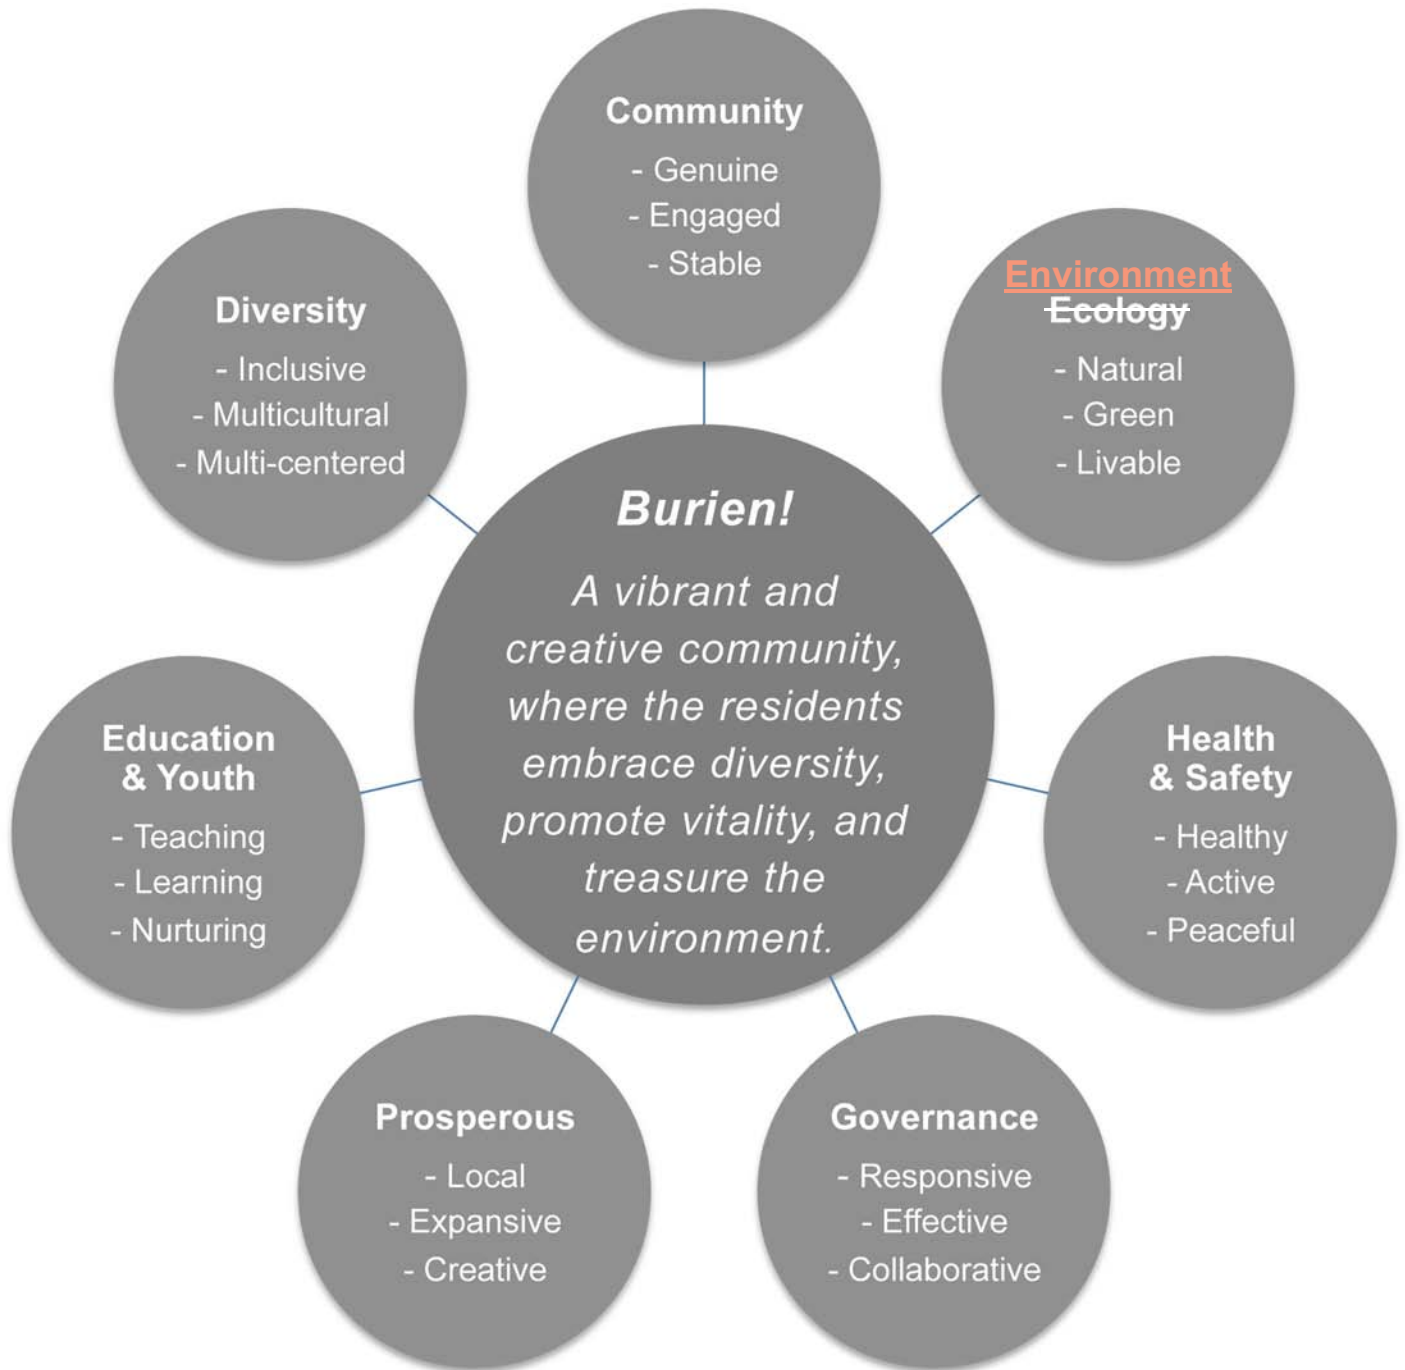 Community
- Genuine
- Engaged
- Stable
Environment
Ecology
- Natural
- Green
- Livable
Diversity
- Inclusive
- Multicultural
- Multi-centered
Burien!
A vibrant and
creative community,
where the residents
embrace diversity,
promote vitality, and
treasure the
environment.
Education
& Youth
- Teaching
- Learning
- Nurturing
Health
& Safety
- Healthy
- Active
- Peaceful
Prosperous
- Local
- Expansive
- Creative
Governance
- Responsive
- Effective
- Collaborative